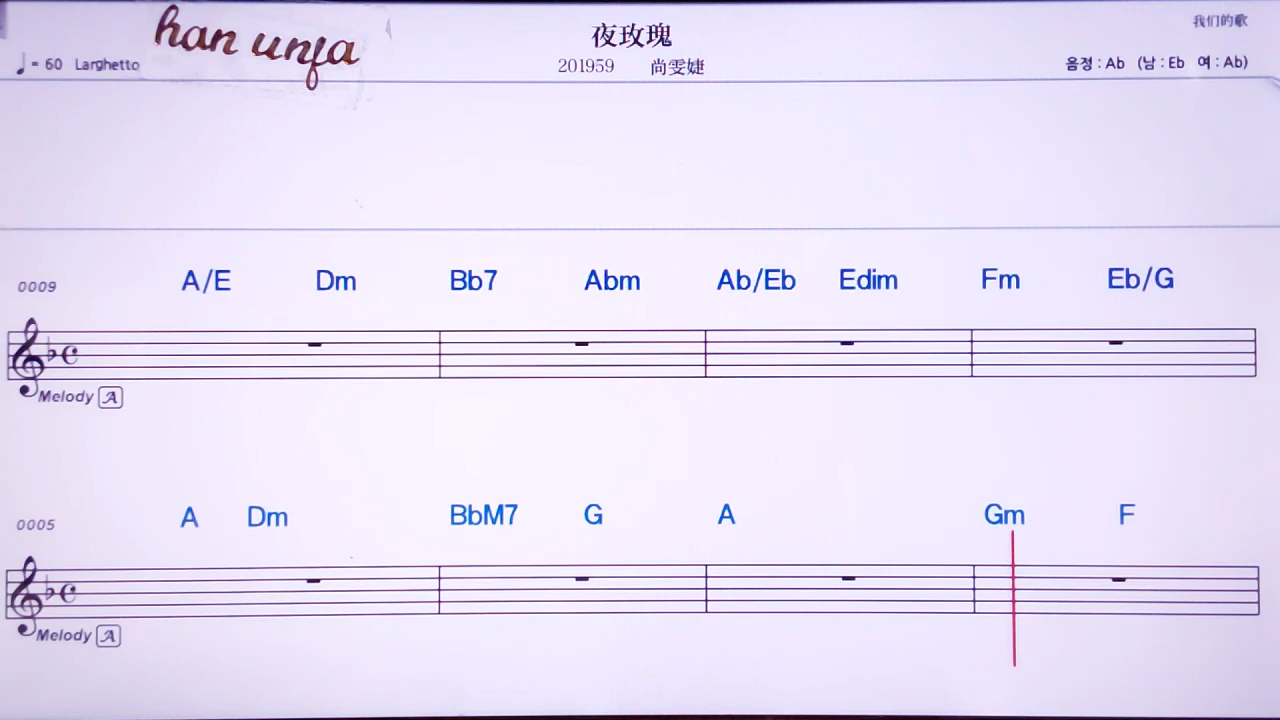 han unfa
夜玫瑰
我们的歌
♩= 60 Larghetto
201959 尚雯婕
음정 : Ab (남 : Eb 여 : Ab)
0009 A/E Dm Bb7 Abm Ab/Eb Edim Fm Eb/G
Melody A
0005 A Dm BbM7 G A Gm F
Melody A